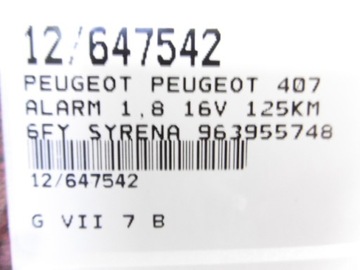 12/647542
PEUGEOT PEUGEOT 407
ALARM 1,8 16V 125KM
6FY SYRENA 963955748
12/647542
G VII 7 B